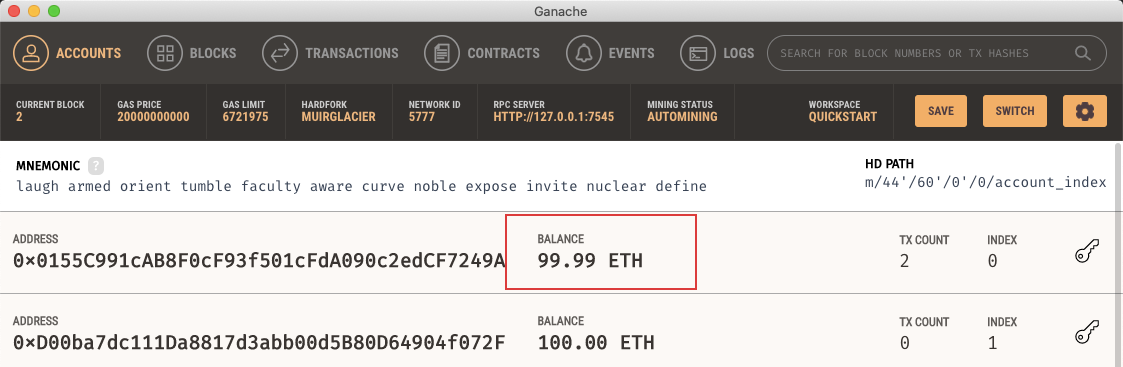 Ganache
ACCOUNTS BLOCKS TRANSACTIONS CONTRACTS EVENTS LOGS SEARCH FOR BLOCK NUMBERS OR TX HASHES
CURRENT BLOCK GAS PRICE GAS LIMIT HARDFORK NETWORK ID RPC SERVER MINING STATUS WORKSPACE
2 20000000000 6721975 MUIRGLACIER 5777 HTTP://127.0.0.1:7545 AUTOMINING QUICKSTART SAVE SWITCH
MNEMONIC ? HD PATH
laugh armed orient tumble faculty aware curve noble expose invite nuclear define m/44'/60'/0'/0/account_index
ADDRESS BALANCE TX COUNT INDEX
0×0155C991cAB8F0cF93f501cFdA090c2edCF7249A 99.99 ETH 2 0
ADDRESS BALANCE TX COUNT INDEX
0×D00ba7dc111Da8817d3abb00d5B80D64904f072F 100.00 ETH 0 1